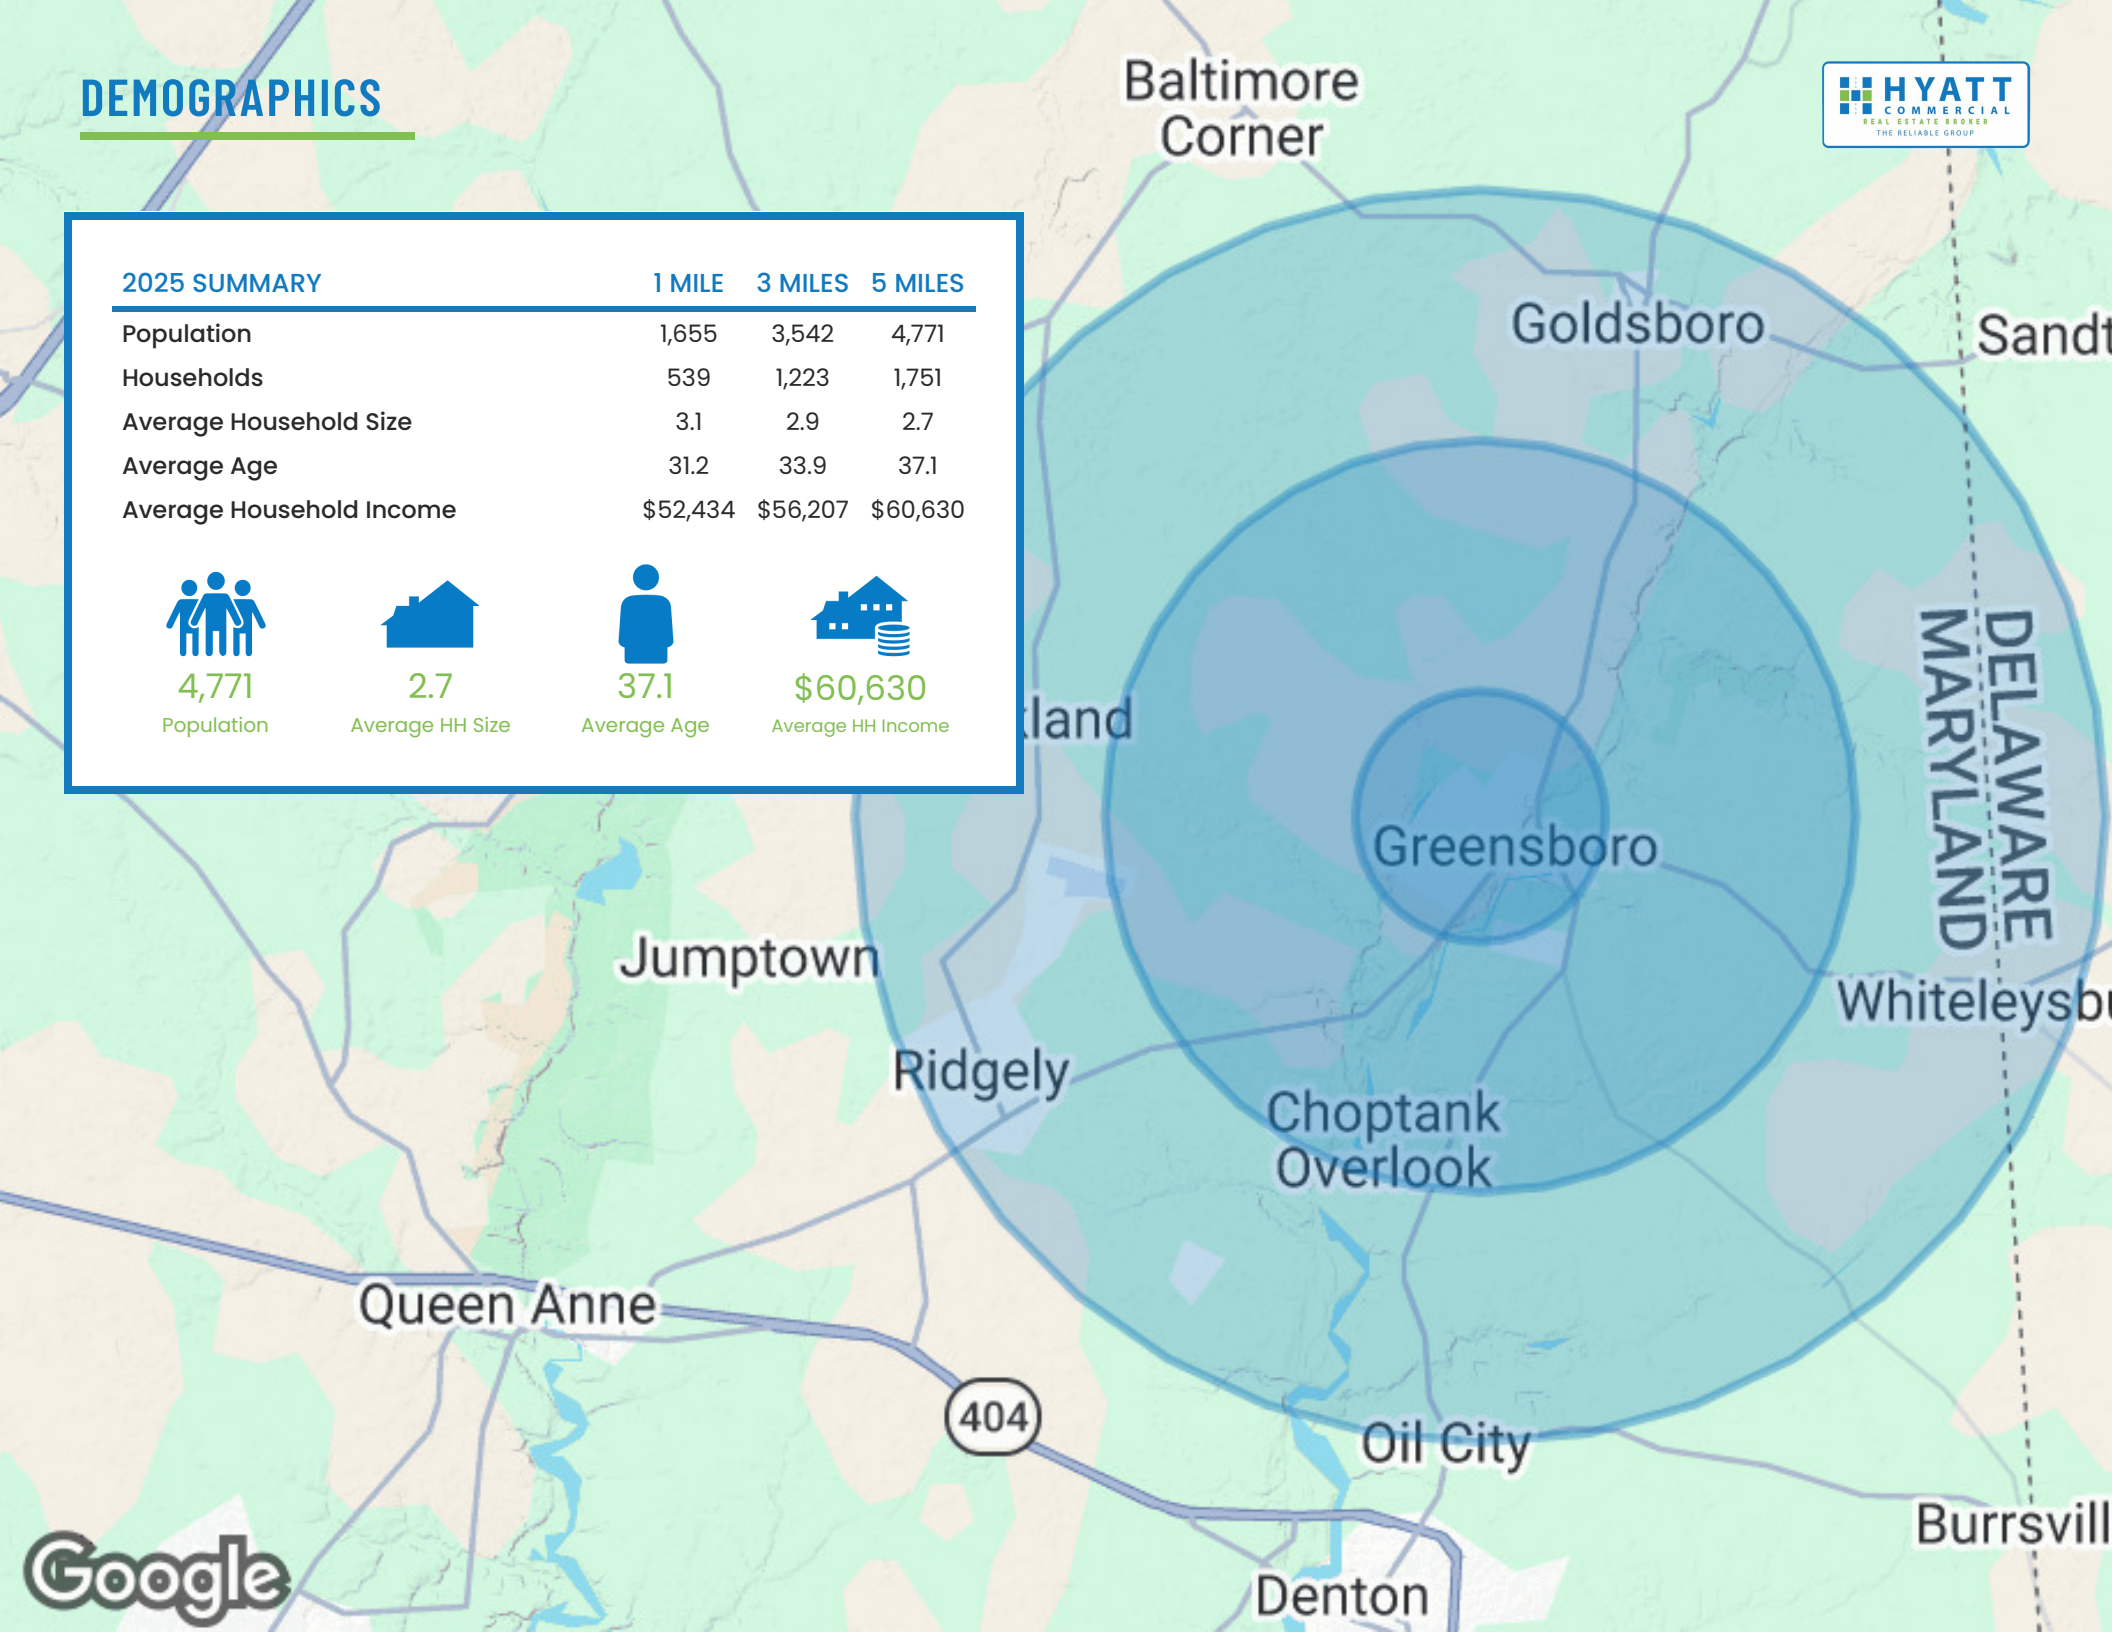 DEMOGRAPHICS
HYATT
COMMERCIAL
REAL ESTATE BROKER
THE RELIABLE GROUP
2025 SUMMARY 1 MILE 3 MILES 5 MILES
Population 1,655 3,542 4,771
Households 539 1,223 1,751
Average Household Size 3.1 2.9 2.7
Average Age 31.2 33.9 37.1
Average Household Income $52,434 $56,207 $60,630
4,771 2.7 37.1 $60,630
Population Average HH Size Average Age Average HH Income
Baltimore
Corner
Goldsboro
Sandt
kland
DELAWARE
MARYLAND
Greensboro
Jumptown
Whiteleysbu
Ridgely
Choptank
Overlook
Queen Anne
404
Oil City
Burrsvill
Denton
Google